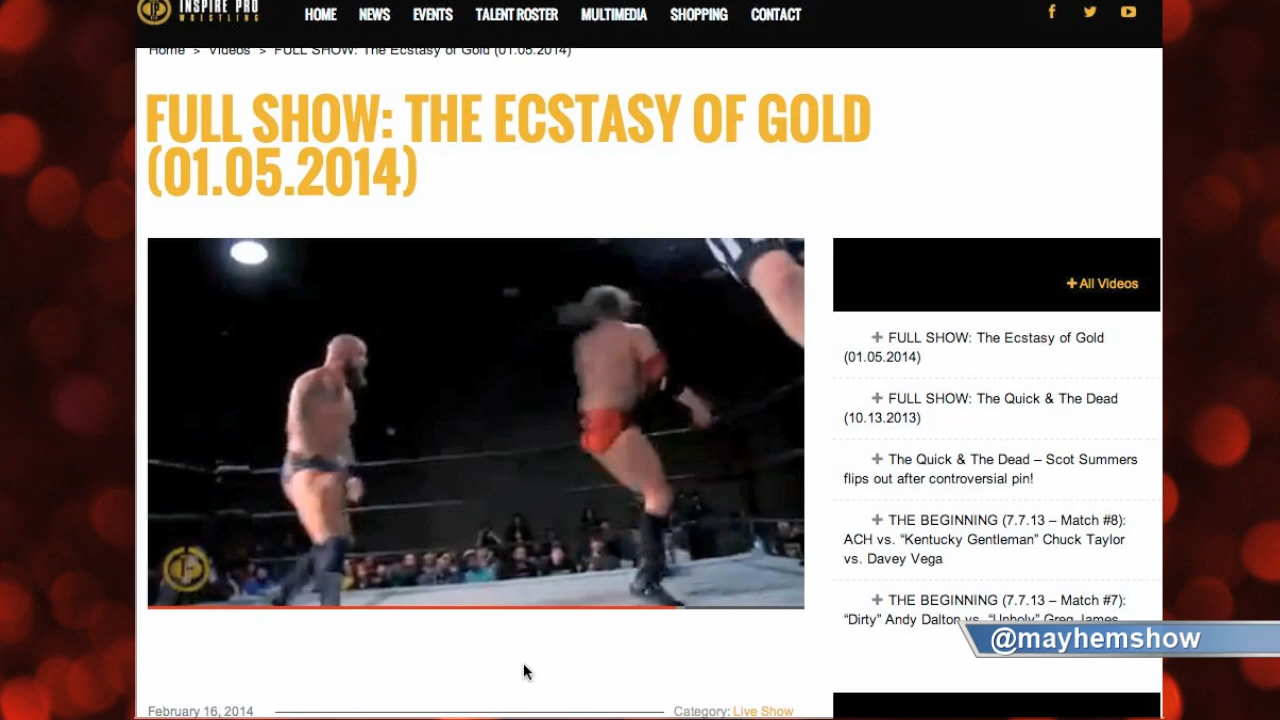 INSPIRE PRO
WRESTLING
HOME NEWS EVENTS TALENT ROSTER MULTIMEDIA SHOPPING CONTACT
Home > Videos > FULL SHOW: The Ecstasy of Gold (01.05.2014)
FULL SHOW: THE ECSTASY OF GOLD
(01.05.2014)
+ All Videos
+ FULL SHOW: The Ecstasy of Gold
(01.05.2014)
+ FULL SHOW: The Quick & The Dead
(10.13.2013)
+ The Quick & The Dead – Scot Summers
flips out after controversial pin!
+ THE BEGINNING (7.7.13 – Match #8):
ACH vs. “Kentucky Gentleman” Chuck Taylor
vs. Davey Vega
+ THE BEGINNING (7.7.13 – Match #7):
“Dirty” Andy Dalton vs. “Unholy” Greg James
@mayhemshow
February 16, 2014
Category: Live Show